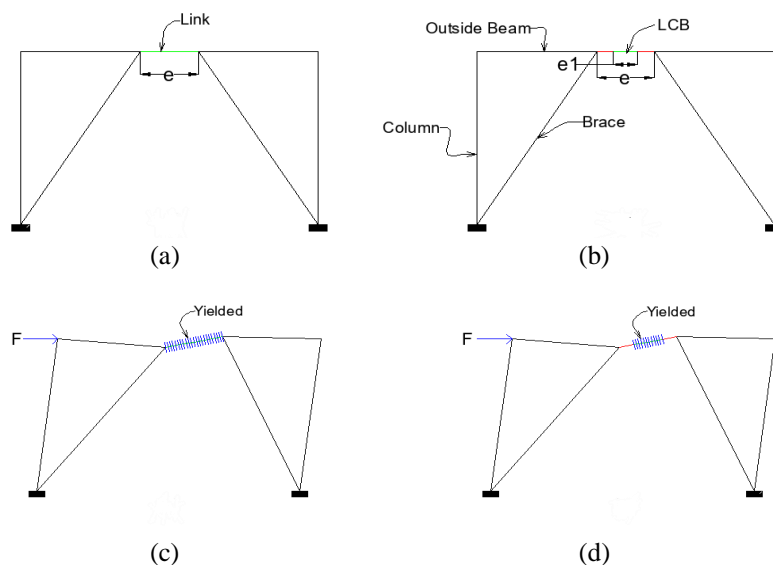 Link
e
(a)
Outside Beam
LCB
e1
e
Column
Brace
(b)
Yielded
F
(c)
Yielded
F
(d)